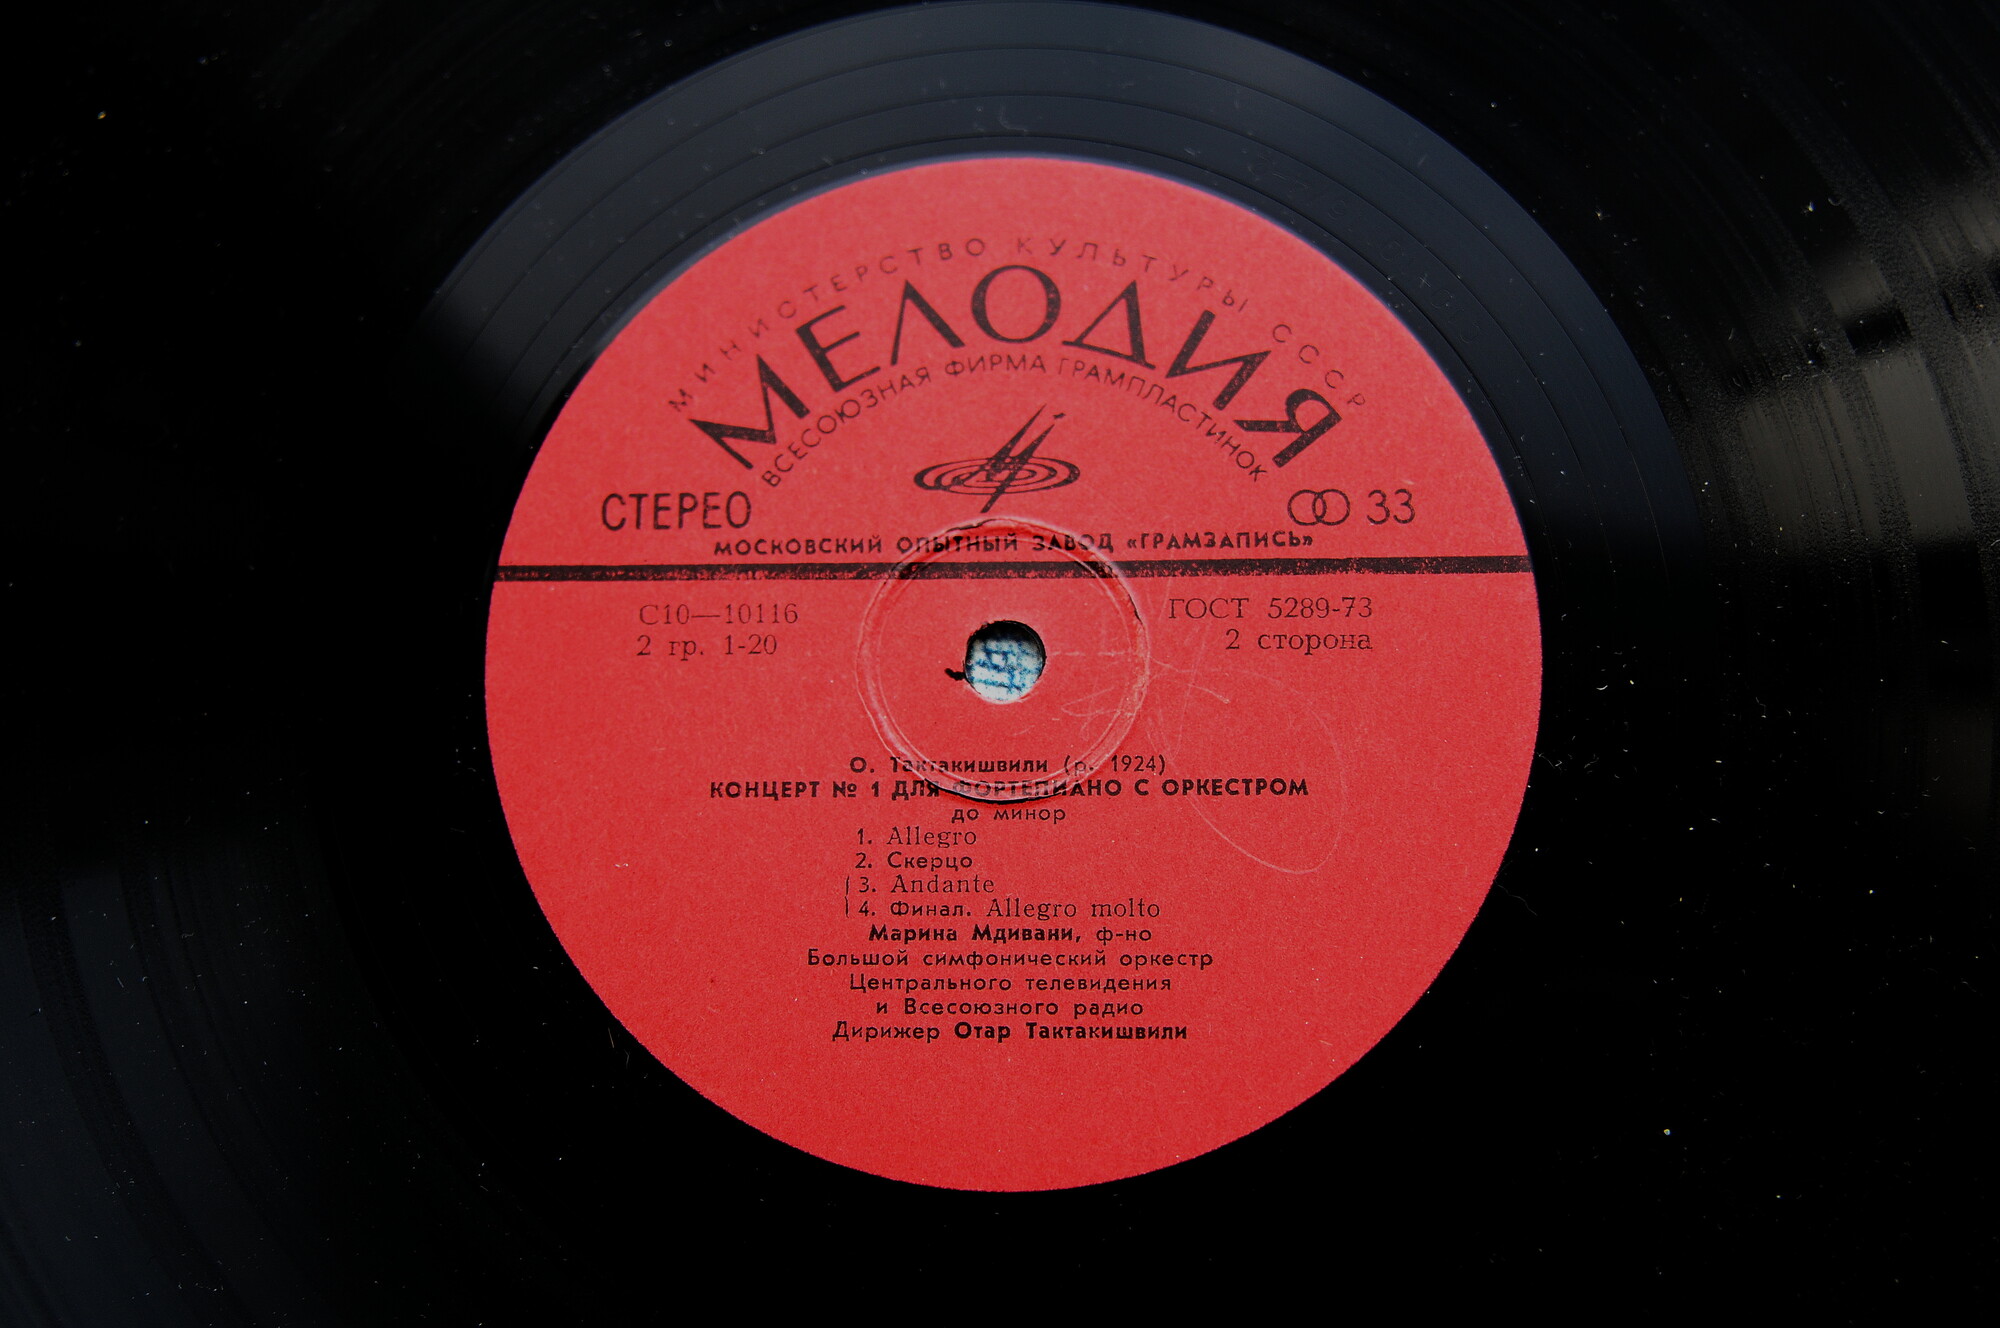 МИНИСТЕРСТВО КУЛЬТУРЫ СССР
МЕЛОДИЯ
ВСЕСОЮЗНАЯ ФИРМА ГРАМПЛАСТИНОК
СТЕРЕО
33
МОСКОВСКИЙ ОПЫТНЫЙ ЗАВОД «ГРАМЗАПИСЬ»
С10—10116
ГОСТ 5289-73
2 гр. 1-20
2 сторона
О. Тактакишвили (р. 1924)
КОНЦЕРТ № 1 ДЛЯ ФОРТЕПИАНО С ОРКЕСТРОМ
до минор
1. Allegro
2. Скерцо
3. Andante
4. Финал. Allegro molto
Марина Мдивани, ф-но
Большой симфонический оркестр
Центрального телевидения
и Всесоюзного радио
Дирижер Отар Тактакишвили